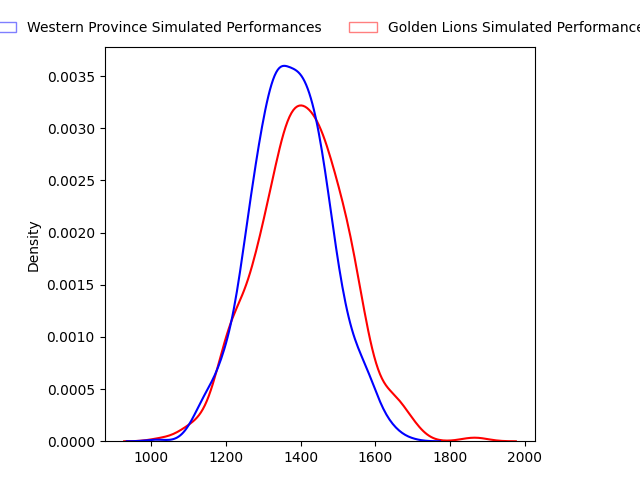 Western Province Simulated Performances
Golden Lions Simulated Performance
Density
0.0035
0.0030
0.0025
0.0020
0.0015
0.0010
0.0005
0.0000
1000 1200 1400 1600 1800 2000